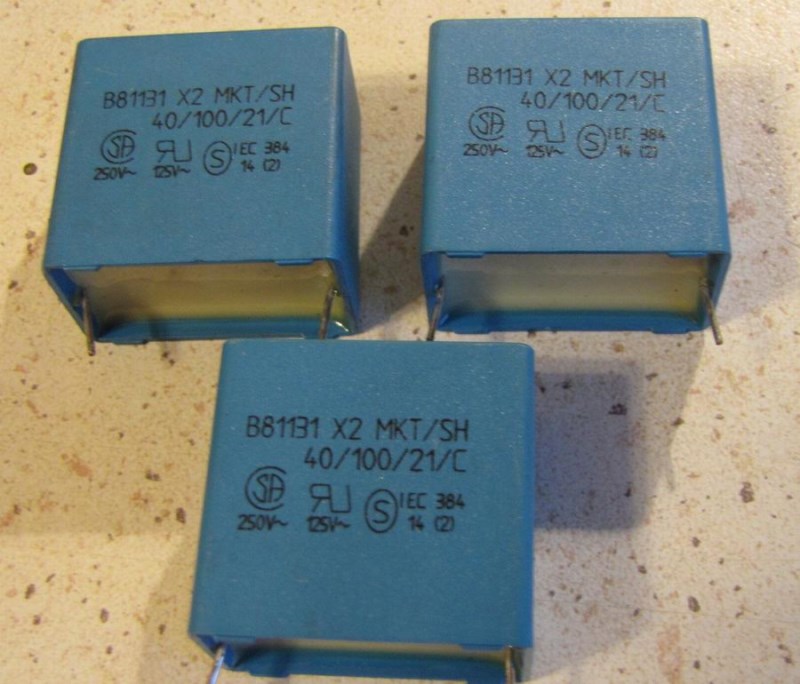 B81131 X2 MKT/SH
40/100/21/C
SA RU S IEC 384
250V~ 125V~ 14 (2)
B81131 X2 MKT/SH
40/100/21/C
SA RU S IEC 384
250V~ 125V~ 14 (2)
B81131 X2 MKT/SH
40/100/21/C
SA RU S IEC 384
250V~ 125V~ 14 (2)